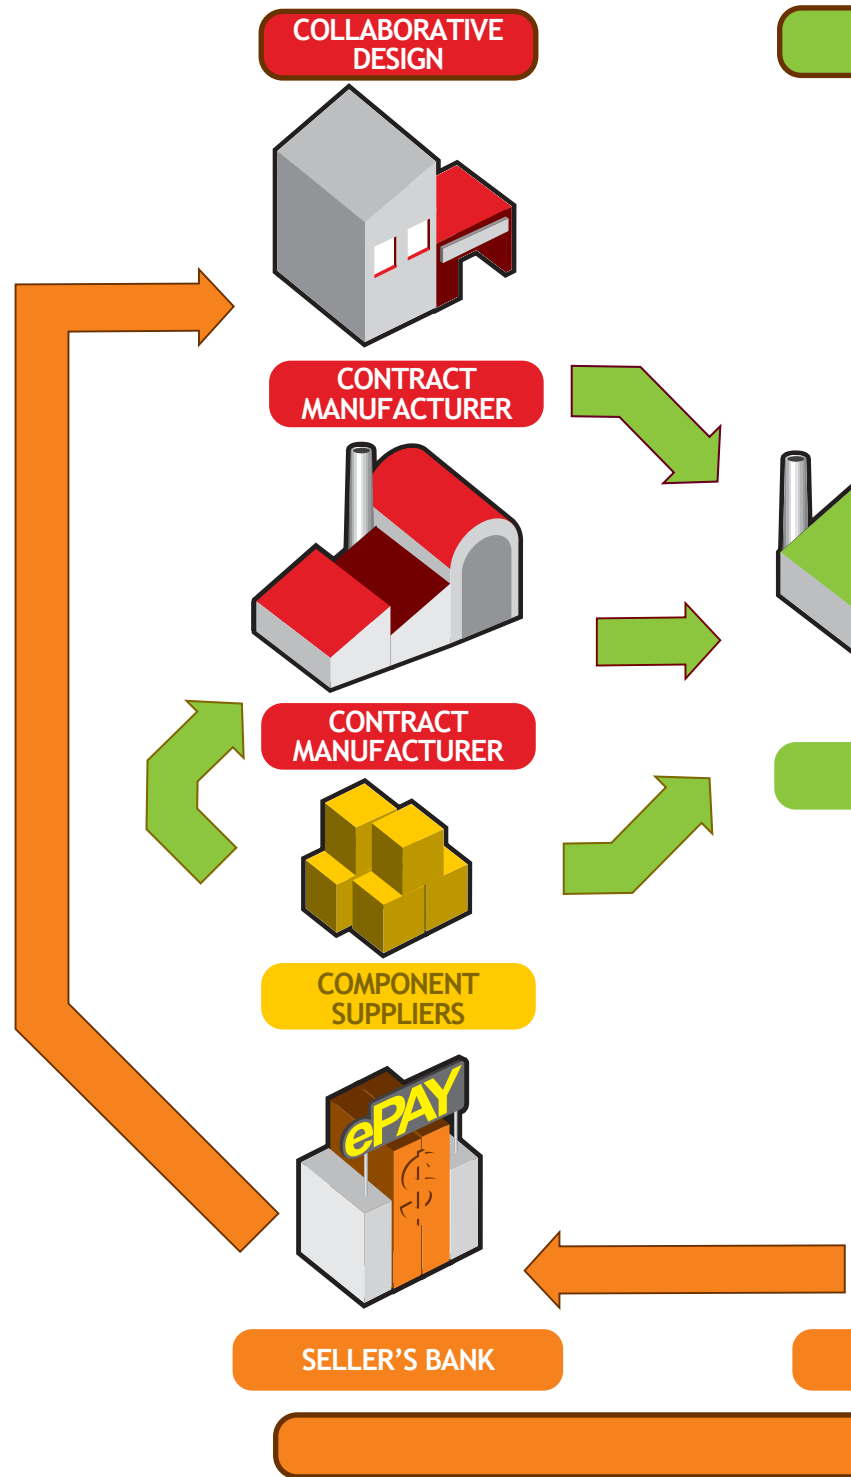 COLLABORATIVE
DESIGN
CONTRACT
MANUFACTURER
CONTRACT
MANUFACTURER
COMPONENT
SUPPLIERS
ePAY
$
SELLER'S BANK